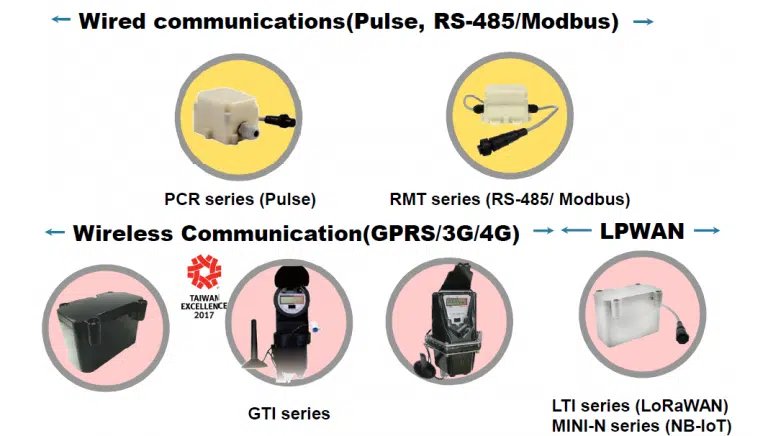 Wired communications(Pulse, RS-485/Modbus)
PCR series (Pulse)
RMT series (RS-485/ Modbus)
Wireless Communication(GPRS/3G/4G)
LPWAN
TAIWAN
EXCELLENCE
2017
GTI series
LTI series (LoRaWAN)
MINI-N series (NB-IoT)